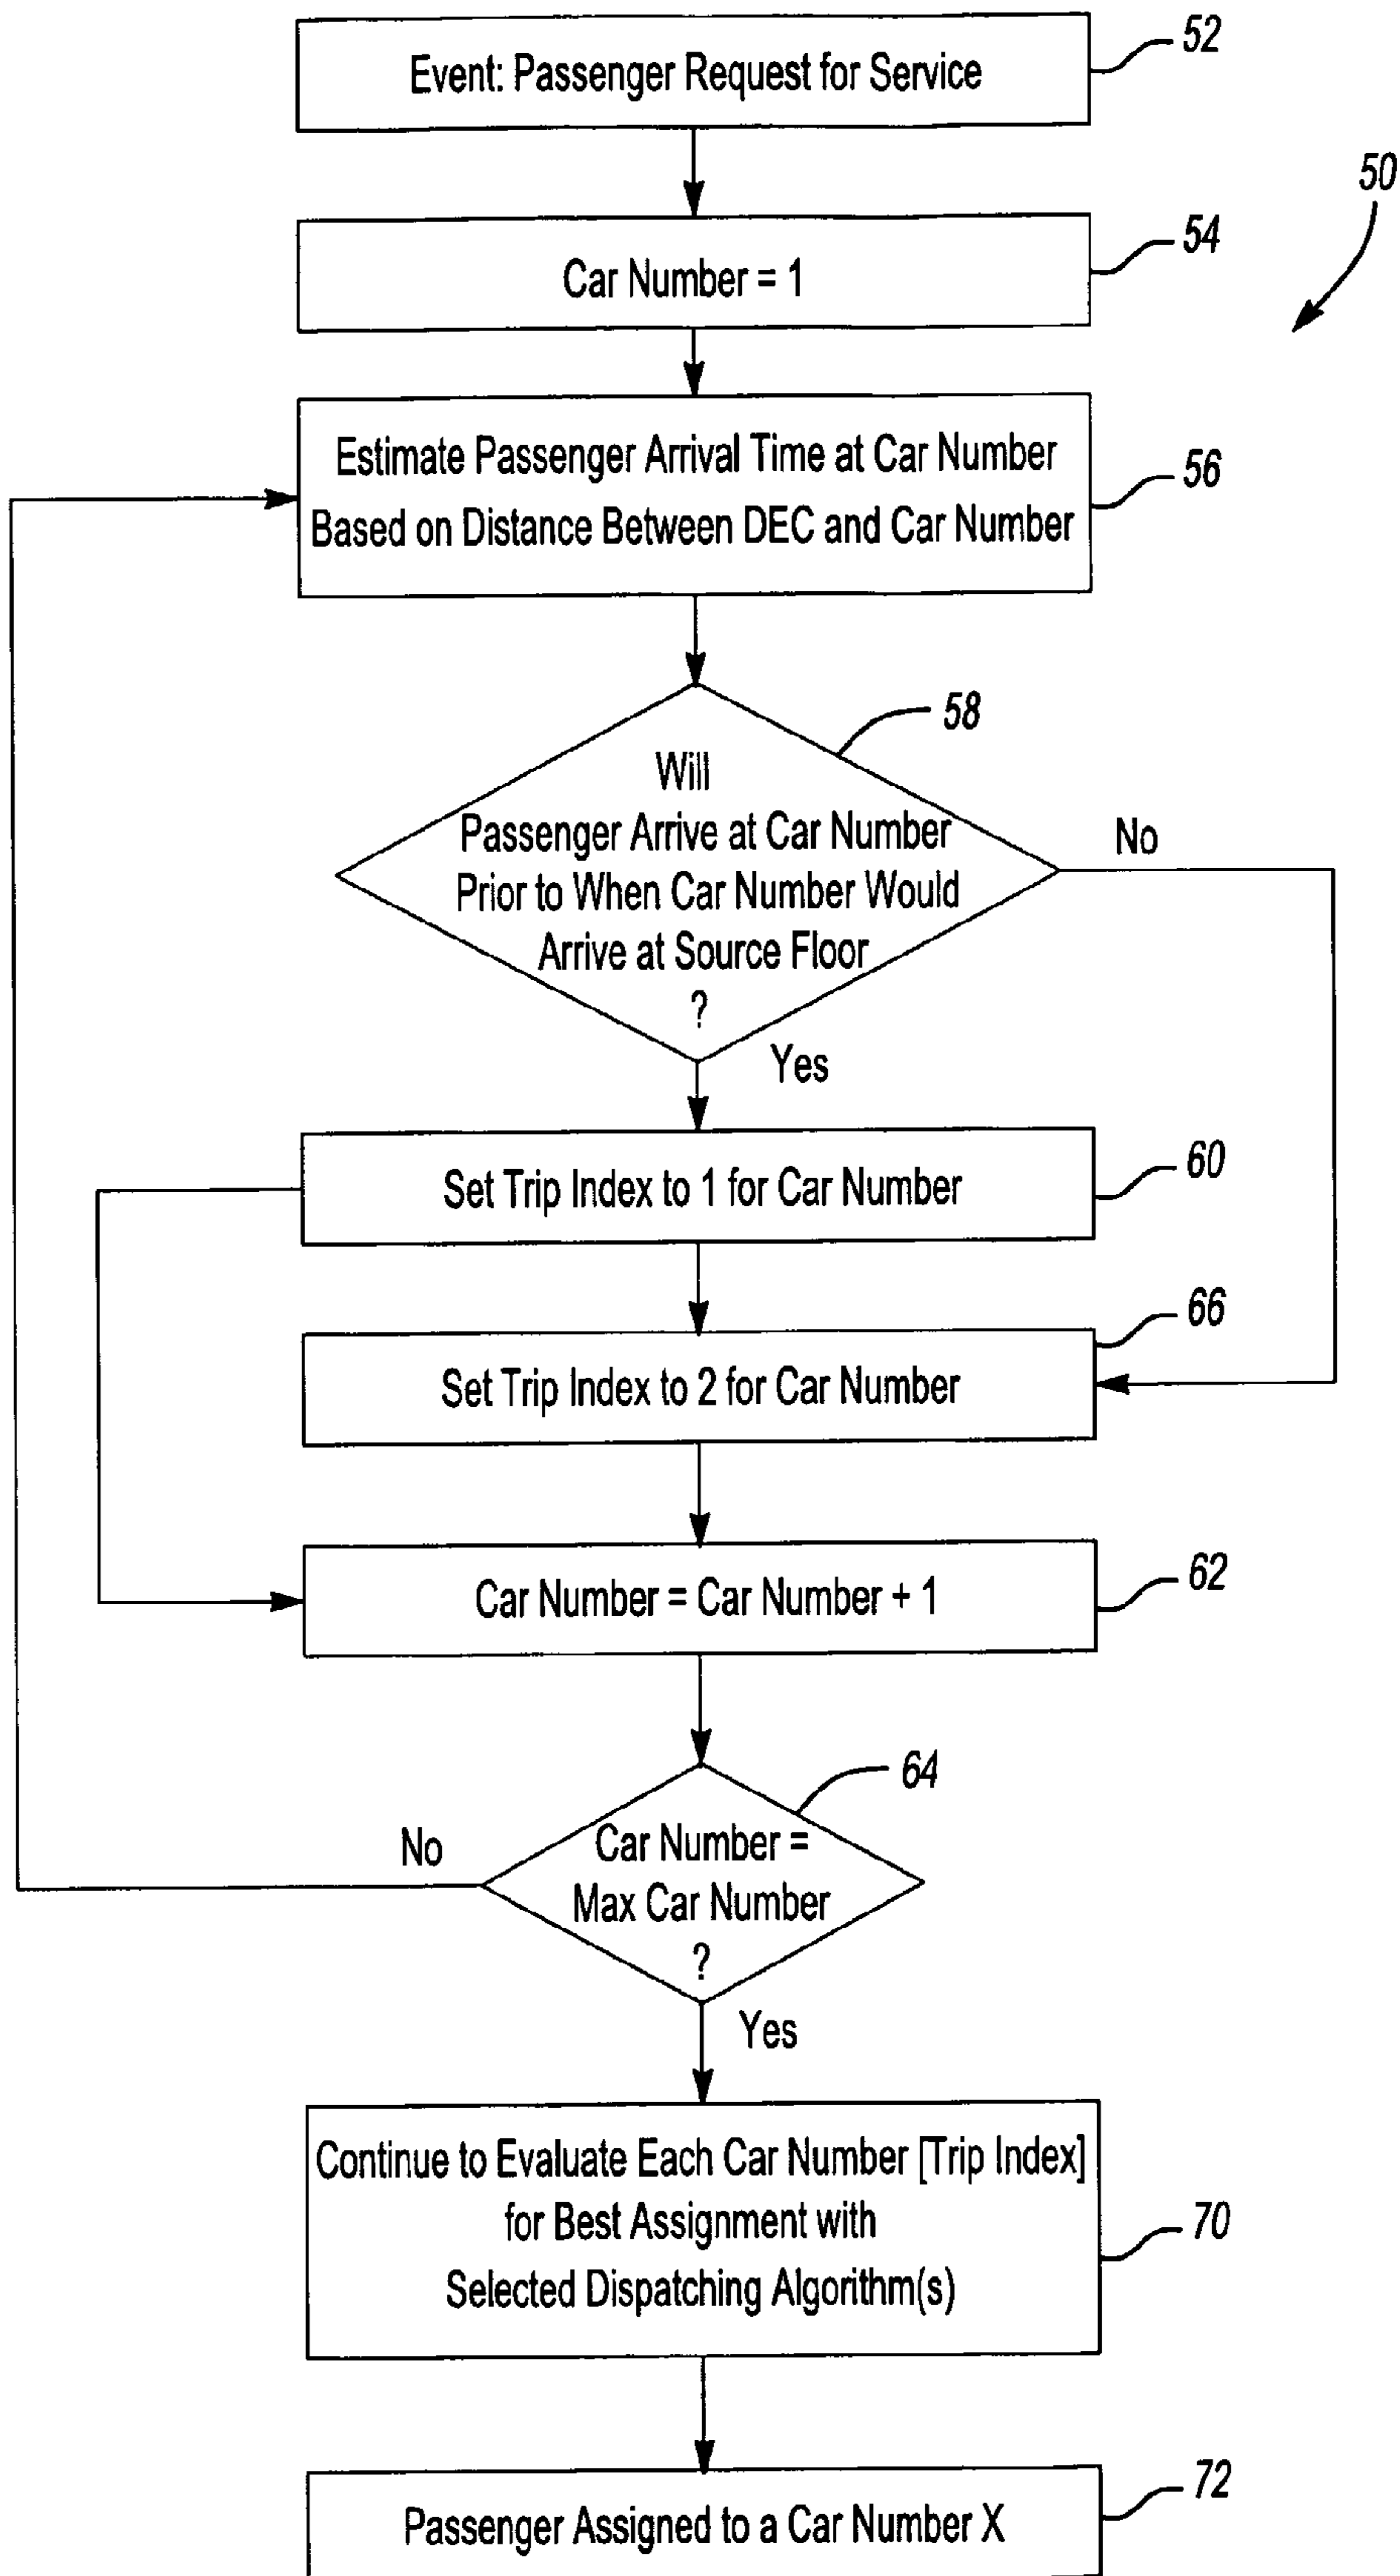 Event: Passenger Request for Service
52
50
Car Number = 1
54
Estimate Passenger Arrival Time at Car Number
Based on Distance Between DEC and Car Number
56
58
Will
Passenger Arrive at Car Number
Prior to When Car Number Would
Arrive at Source Floor
?
No
Yes
Set Trip Index to 1 for Car Number
60
66
Set Trip Index to 2 for Car Number
Car Number = Car Number + 1
62
64
Car Number =
Max Car Number
?
No
Yes
Continue to Evaluate Each Car Number [Trip Index]
for Best Assignment with
Selected Dispatching Algorithm(s)
70
72
Passenger Assigned to a Car Number X